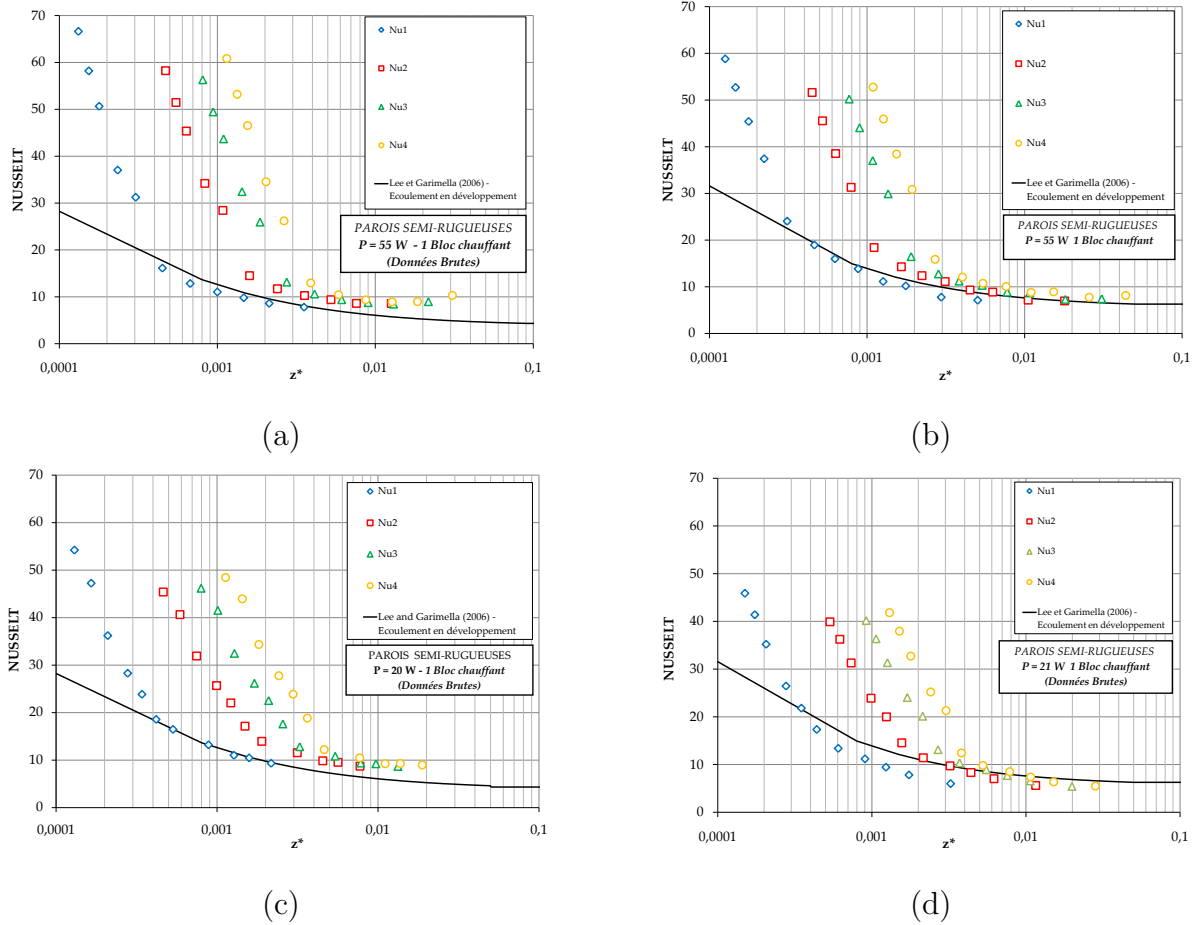 70
60
50
40
30
20
10
0
NUSSELT
0,0001
0,001
0,01
0,1
z*
Nu1
Nu2
Nu3
Nu4
Lee et Garimella (2006) -
Ecoulement en développement
PAROIS SEMI-RUGUEUSES
P = 55 W - 1 Bloc chauffant
(Données Brutes)
(a)
70
60
50
40
30
20
10
0
NUSSELT
0,0001
0,001
0,01
0,1
z*
Nu1
Nu2
Nu3
Nu4
Lee et Garimella (2006) -
Ecoulement en développement
PAROIS SEMI-RUGUEUSES
P = 55 W 1 Bloc chauffant
(b)
70
60
50
40
30
20
10
0
NUSSELT
0,0001
0,001
0,01
0,1
z*
Nu1
Nu2
Nu3
Nu4
Lee and Garimella (2006) -
Ecoulement en développement
PAROIS SEMI-RUGUEUSES
P = 20 W - 1 Bloc chauffant
(Données Brutes)
(c)
70
60
50
40
30
20
10
0
NUSSELT
0,0001
0,001
0,01
0,1
z*
Nu1
Nu2
Nu3
Nu4
Lee et Garimella (2006) -
Ecoulement en développement
PAROIS SEMI-RUGUEUSES
P = 21 W 1 Bloc chauffant
(Données Brutes)
(d)